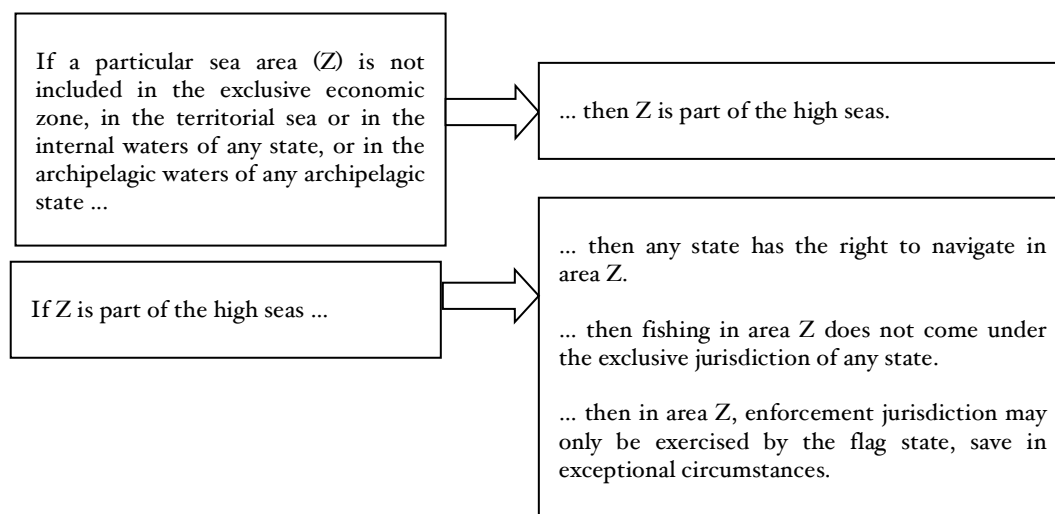 If a particular sea area (Z) is not
included in the exclusive economic
zone, in the territorial sea or in the
internal waters of any state, or in the
archipelagic waters of any archipelagic
state ...
... then Z is part of the high seas.
If Z is part of the high seas ...
... then any state has the right to navigate in
area Z.
... then fishing in area Z does not come under
the exclusive jurisdiction of any state.
... then in area Z, enforcement jurisdiction may
only be exercised by the flag state, save in
exceptional circumstances.